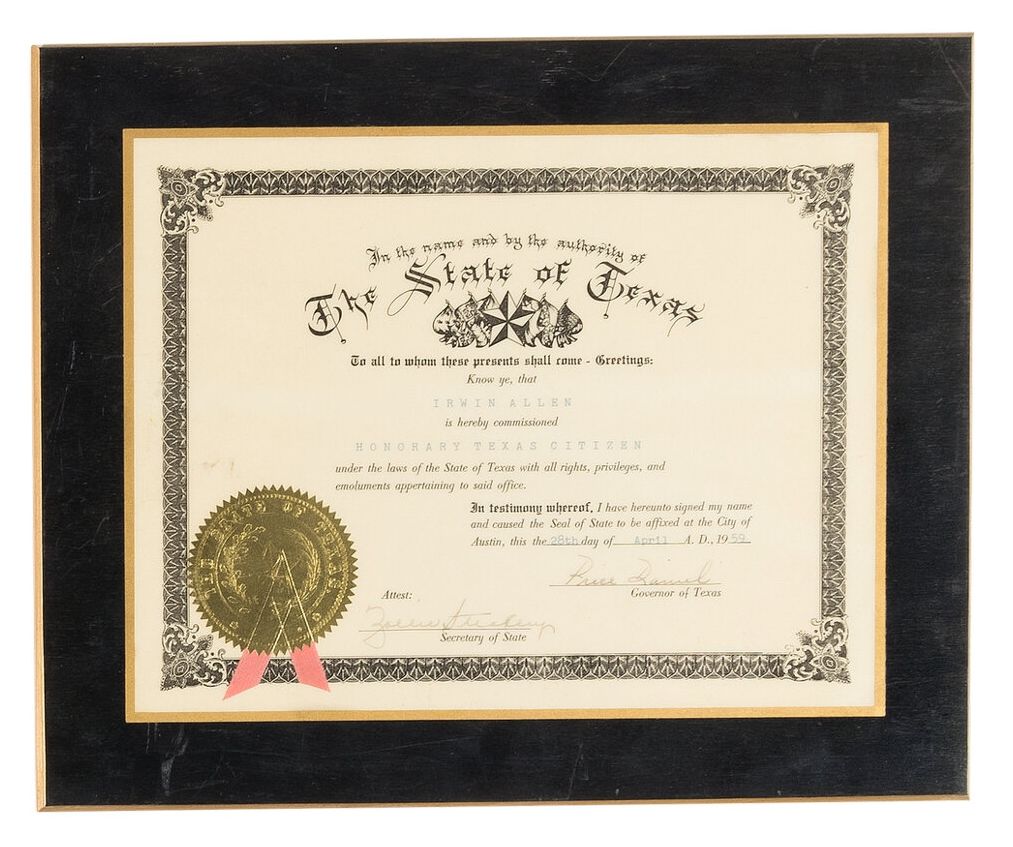 In the name and by the authority of
The State of Texas
To all to whom these presents shall come - Greetings:
Know ye, that
IRWIN ALLEN
is hereby commissioned
HONORARY TEXAS CITIZEN
under the laws of the State of Texas with all rights, privileges, and
emoluments appertaining to said office.
In testimony whereof, I have hereunto signed my name
and caused the Seal of State to be affixed at the City of
Austin, this the 28th day of April A. D., 1959
Price Daniel
Governor of Texas
Attest:
Secretary of State